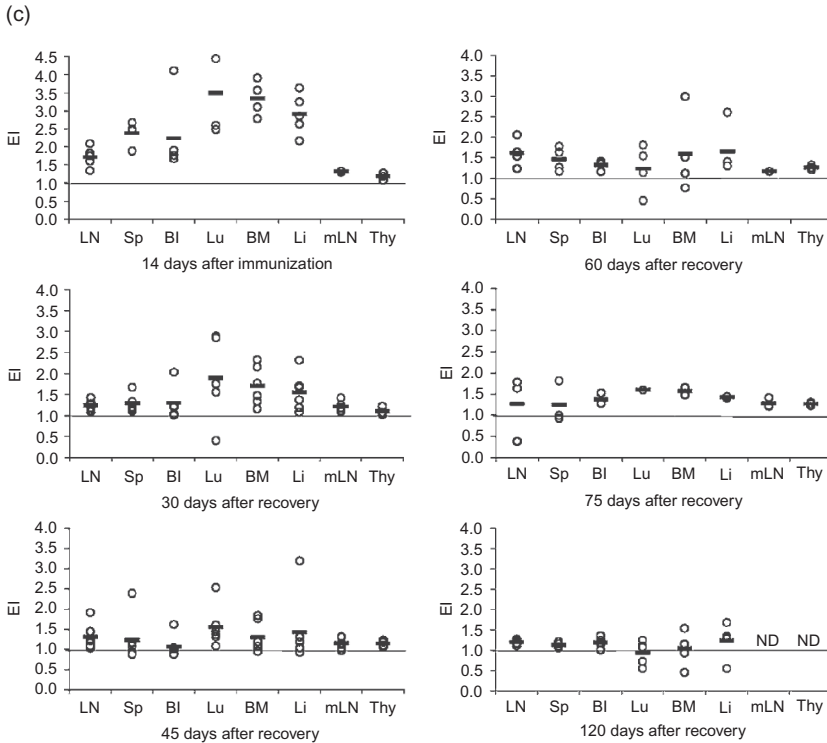 (c)
EI
4.5
4.0
3.5
3.0
2.5
2.0
1.5
1.0
0.5
0.0
LN Sp Bl Lu BM Li mLN Thy
14 days after immunization
EI
4.0
3.5
3.0
2.5
2.0
1.5
1.0
0.5
0.0
LN Sp Bl Lu BM Li mLN Thy
30 days after recovery
EI
4.0
3.5
3.0
2.5
2.0
1.5
1.0
0.5
0.0
LN Sp Bl Lu BM Li mLN Thy
45 days after recovery
EI
4.0
3.5
3.0
2.5
2.0
1.5
1.0
0.5
0.0
LN Sp Bl Lu BM Li mLN Thy
60 days after recovery
EI
4.0
3.5
3.0
2.5
2.0
1.5
1.0
0.5
0.0
LN Sp Bl Lu BM Li mLN Thy
75 days after recovery
EI
4.0
3.5
3.0
2.5
2.0
1.5
1.0
0.5
0.0
ND ND
LN Sp Bl Lu BM Li mLN Thy
120 days after recovery